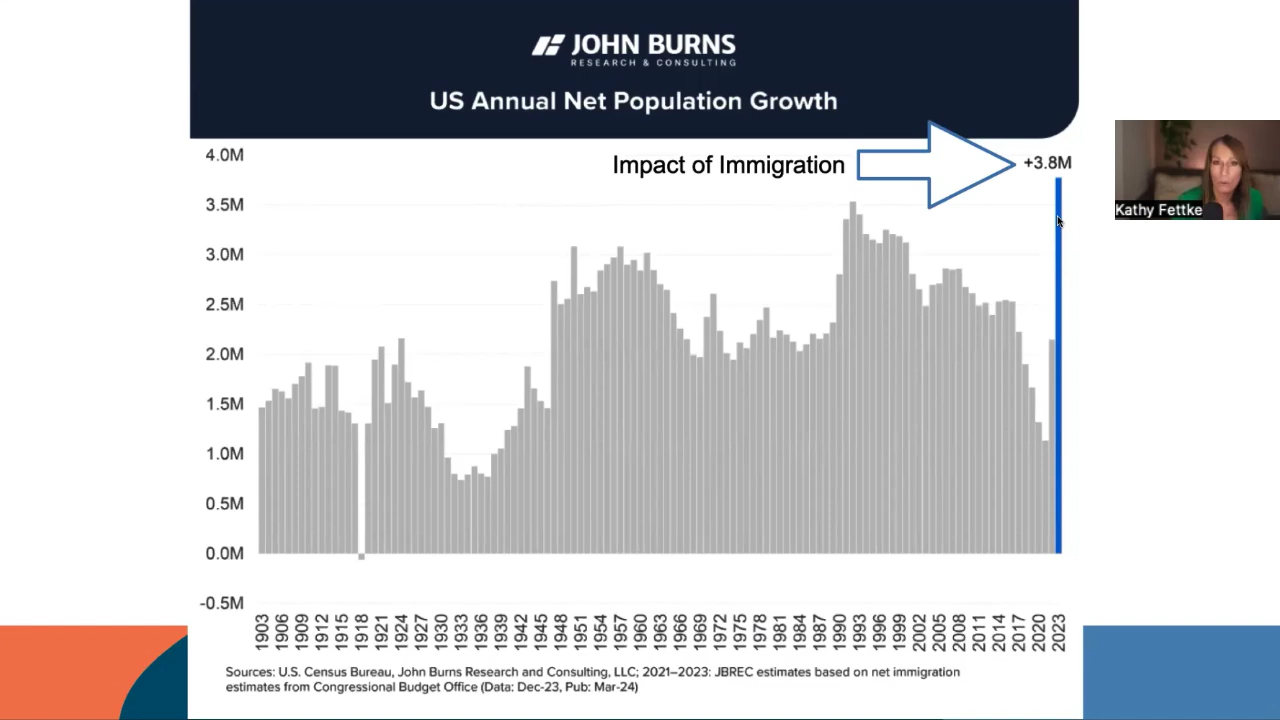 JOHN BURNS
RESEARCH & CONSULTING
US Annual Net Population Growth
Impact of Immigration
+3.8M
Kathy Fettke
4.0M
3.5M
3.0M
2.5M
2.0M
1.5M
1.0M
0.5M
0.0M
-0.5M
1903 1906 1909 1912 1915 1918 1921 1924 1927 1930 1933 1936 1939 1942 1945 1948 1951 1954 1957 1960 1963 1966 1969 1972 1975 1978 1981 1984 1987 1990 1993 1996 1999 2002 2005 2008 2011 2014 2017 2020 2023
Sources: U.S. Census Bureau, John Burns Research and Consulting, LLC; 2021–2023: JBREC estimates based on net immigration
estimates from Congressional Budget Office (Data: Dec-23, Pub: Mar-24)